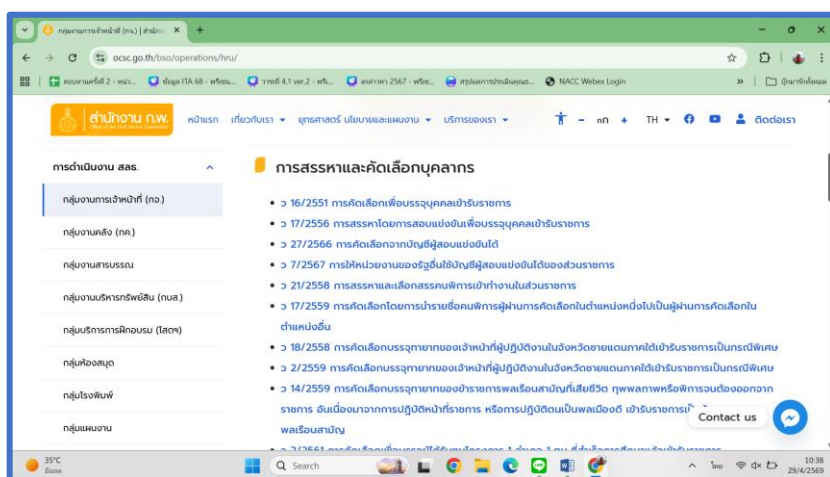 กลุ่มงานการเจ้าหน้าที่ (กจ.) | สำนัก
ocsc.go.th/bso/operations/hru/
สอบทานครั้งที่ 2 - หน่ว...
ข้อมูล ITA 68 - พริซเน...
วารที่ 4.1 ver.2 - พรี...
เอกสารเวา 2567 - พรีซ...
สรุปผลการประเมินคุณธ...
NACC Webex Login
บุ๊กมาร์กทั้งหมด
สำนักงาน ก.พ.
Office of the Civil Service Commission
หน้าแรก เกี่ยวกับเรา ยุทธศาสตร์ นโยบายและแผนงาน บริการของเรา
- กก + TH ติดต่อเรา
การดำเนินงาน สลธ.
กลุ่มงานการเจ้าหน้าที่ (กจ.)
กลุ่มงานคลัง (กค.)
กลุ่มงานสารบรรณ
กลุ่มงานบริหารทรัพย์สิน (กบส.)
กลุ่มบริการการฝึกอบรม (โสตฯ)
กลุ่มห้องสมุด
กลุ่มโรงพิมพ์
กลุ่มแผนงาน
การสรรหาและคัดเลือกบุคลากร
ว 16/2551 การคัดเลือกเพื่อบรรจุบุคคลเข้ารับราชการ
ว 17/2556 การสรรหาโดยการสอบแข่งขันเพื่อบรรจุบุคคลเข้ารับราชการ
ว 27/2566 การคัดเลือกจากบัญชีผู้สอบแข่งขันได้
ว 7/2567 การให้หน่วยงานของรัฐอื่นใช้บัญชีผู้สอบแข่งขันได้ของส่วนราชการ
ว 21/2558 การสรรหาและเลือกสรรคนพิการเข้าทำงานในส่วนราชการ
ว 17/2559 การคัดเลือกโดยการนำรายชื่อคนพิการผู้ผ่านการคัดเลือกในตำแหน่งหนึ่งไปเป็นผู้ผ่านการคัดเลือกใน
ตำแหน่งอื่น
ว 18/2558 การคัดเลือกบรรจุทายาทของเจ้าหน้าที่ผู้ปฏิบัติงานในจังหวัดชายแดนภาคใต้เข้ารับราชการเป็นกรณีพิเศษ
ว 2/2559 การคัดเลือกบรรจุทายาทของเจ้าหน้าที่ผู้ปฏิบัติงานในจังหวัดชายแดนภาคใต้เข้ารับราชการเป็นกรณีพิเศษ
ว 14/2559 การคัดเลือกบรรจุทายาทของข้าราชการพลเรือนสามัญที่เสียชีวิต ทุพพลภาพหรือพิการจนต้องออกจาก
ราชการ อันเนื่องมาจากการปฏิบัติหน้าที่ราชการ หรือการปฏิบัติตนเป็นพลเมืองดี เข้ารับราชการเป็น
พลเรือนสามัญ
Contact us
35°C
มีแดด
Search
ไทย
10:38
29/4/2569